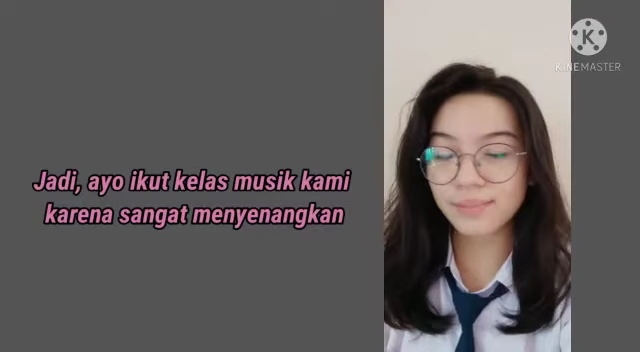 Jadi, ayo ikut kelas musik kami
karena sangat menyenangkan
K
KINEMASTER